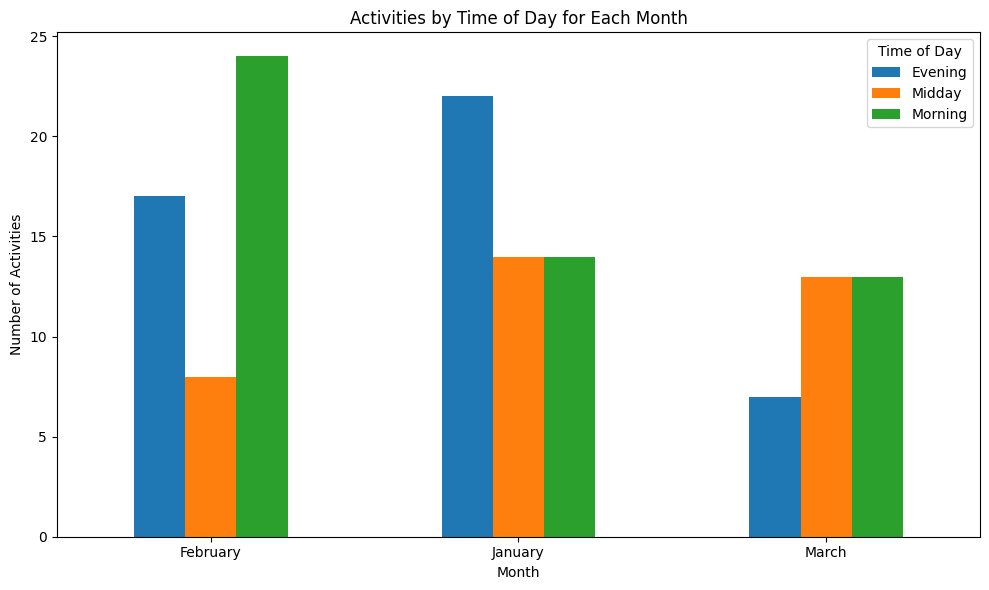 Activities by Time of Day for Each Month
Number of Activities
25
20
15
10
5
0
Time of Day
Evening
Midday
Morning
February
January
March
Month